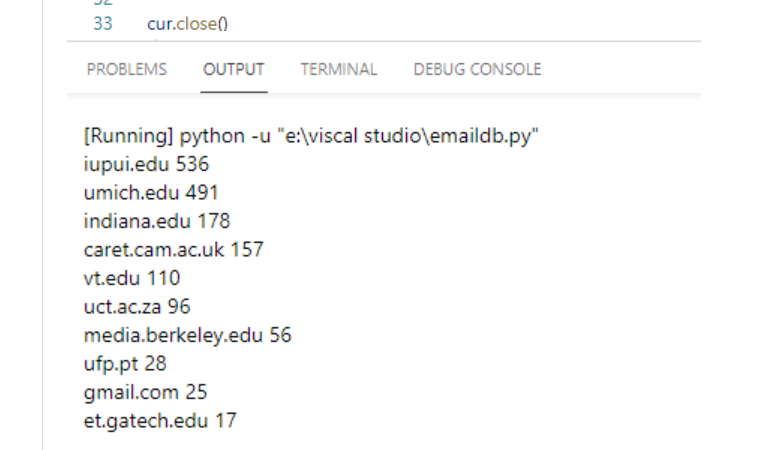 32
33 cur.close()
PROBLEMS OUTPUT TERMINAL DEBUG CONSOLE
[Running] python -u "e:\viscal studio\emaildb.py"
iupui.edu 536
umich.edu 491
indiana.edu 178
caret.cam.ac.uk 157
vt.edu 110
uct.ac.za 96
media.berkeley.edu 56
ufp.pt 28
gmail.com 25
et.gatech.edu 17